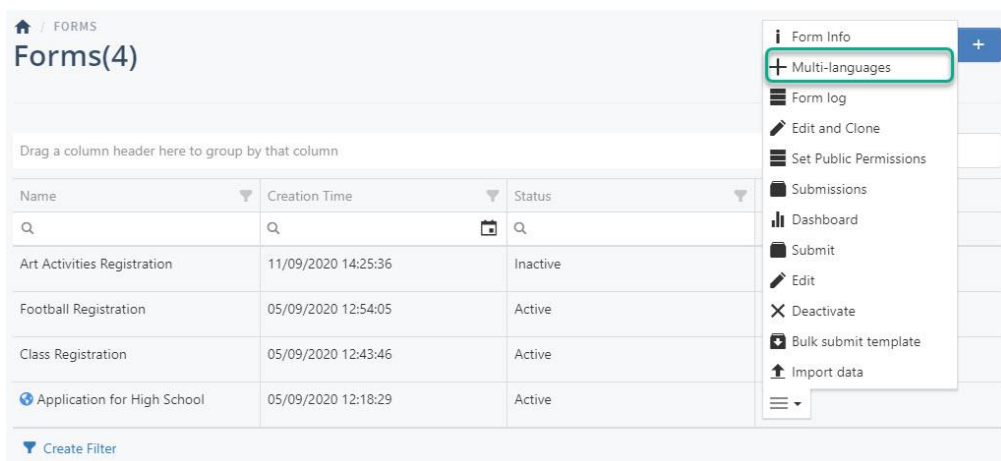 / FORMS
Forms(4)
+
Form Info
Multi-languages
Form log
Edit and Clone
Set Public Permissions
Submissions
Dashboard
Submit
Edit
Deactivate
Bulk submit template
Import data
Drag a column header here to group by that column
Name Creation Time Status
Art Activities Registration 11/09/2020 14:25:36 Inactive
Football Registration 05/09/2020 12:54:05 Active
Class Registration 05/09/2020 12:43:46 Active
Application for High School 05/09/2020 12:18:29 Active
Create Filter